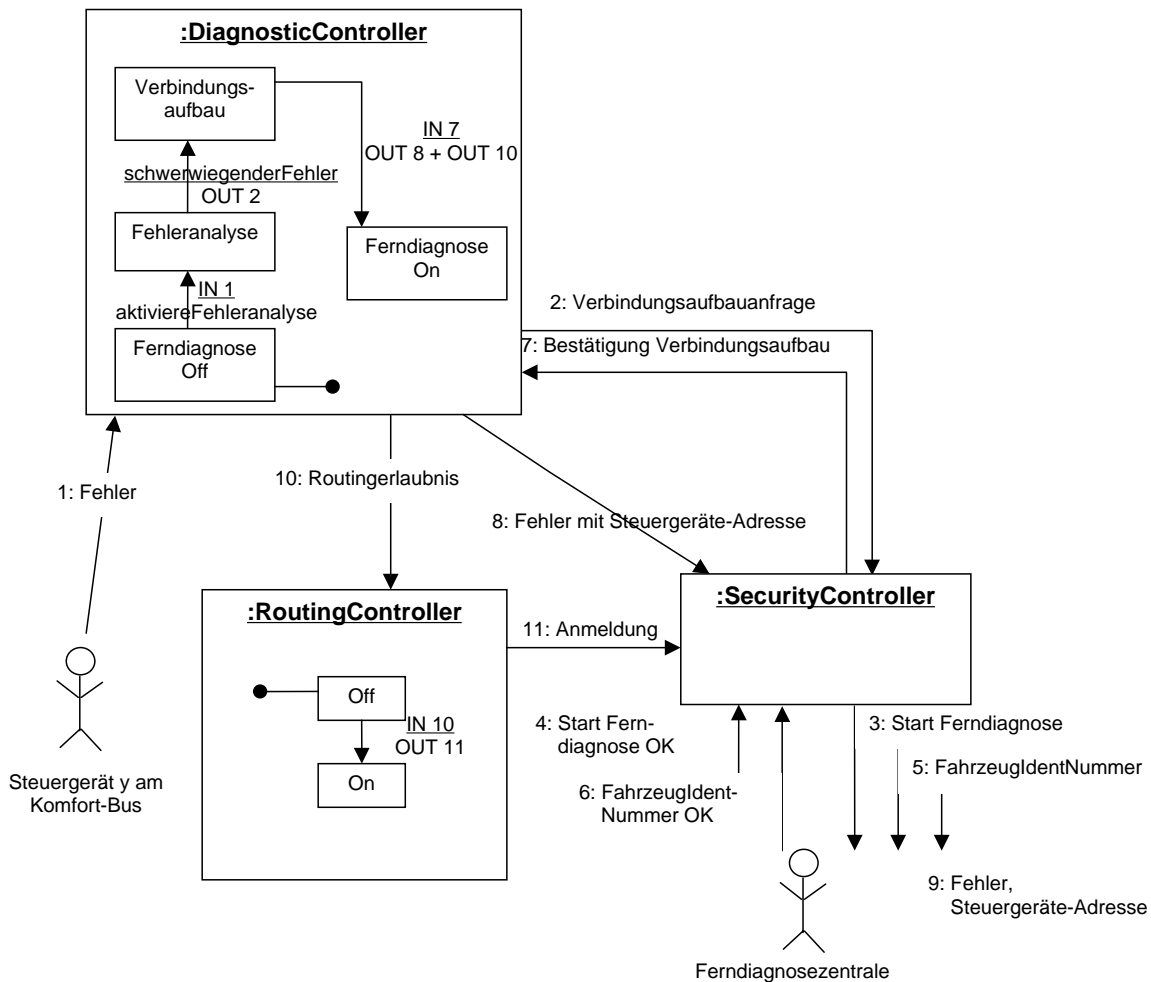 :DiagnosticController
Verbindungs-
aufbau
IN 7
OUT 8 + OUT 10
schwerwiegenderFehler
OUT 2
Fehleranalyse
Ferndiagnose
On
IN 1
aktiviereFehleranalyse
Ferndiagnose
Off
2: Verbindungsaufbauanfrage
7: Bestätigung Verbindungsaufbau
1: Fehler
10: Routingerlaubnis
8: Fehler mit Steuergeräte-Adresse
:RoutingController
:SecurityController
11: Anmeldung
Off
IN 10
OUT 11
On
4: Start Fern-
diagnose OK
3: Start Ferndiagnose
5: FahrzeugIdentNummer
6: FahrzeugIdent-
Nummer OK
Steuergerät y am
Komfort-Bus
9: Fehler,
Steuergeräte-Adresse
Ferndiagnosezentrale